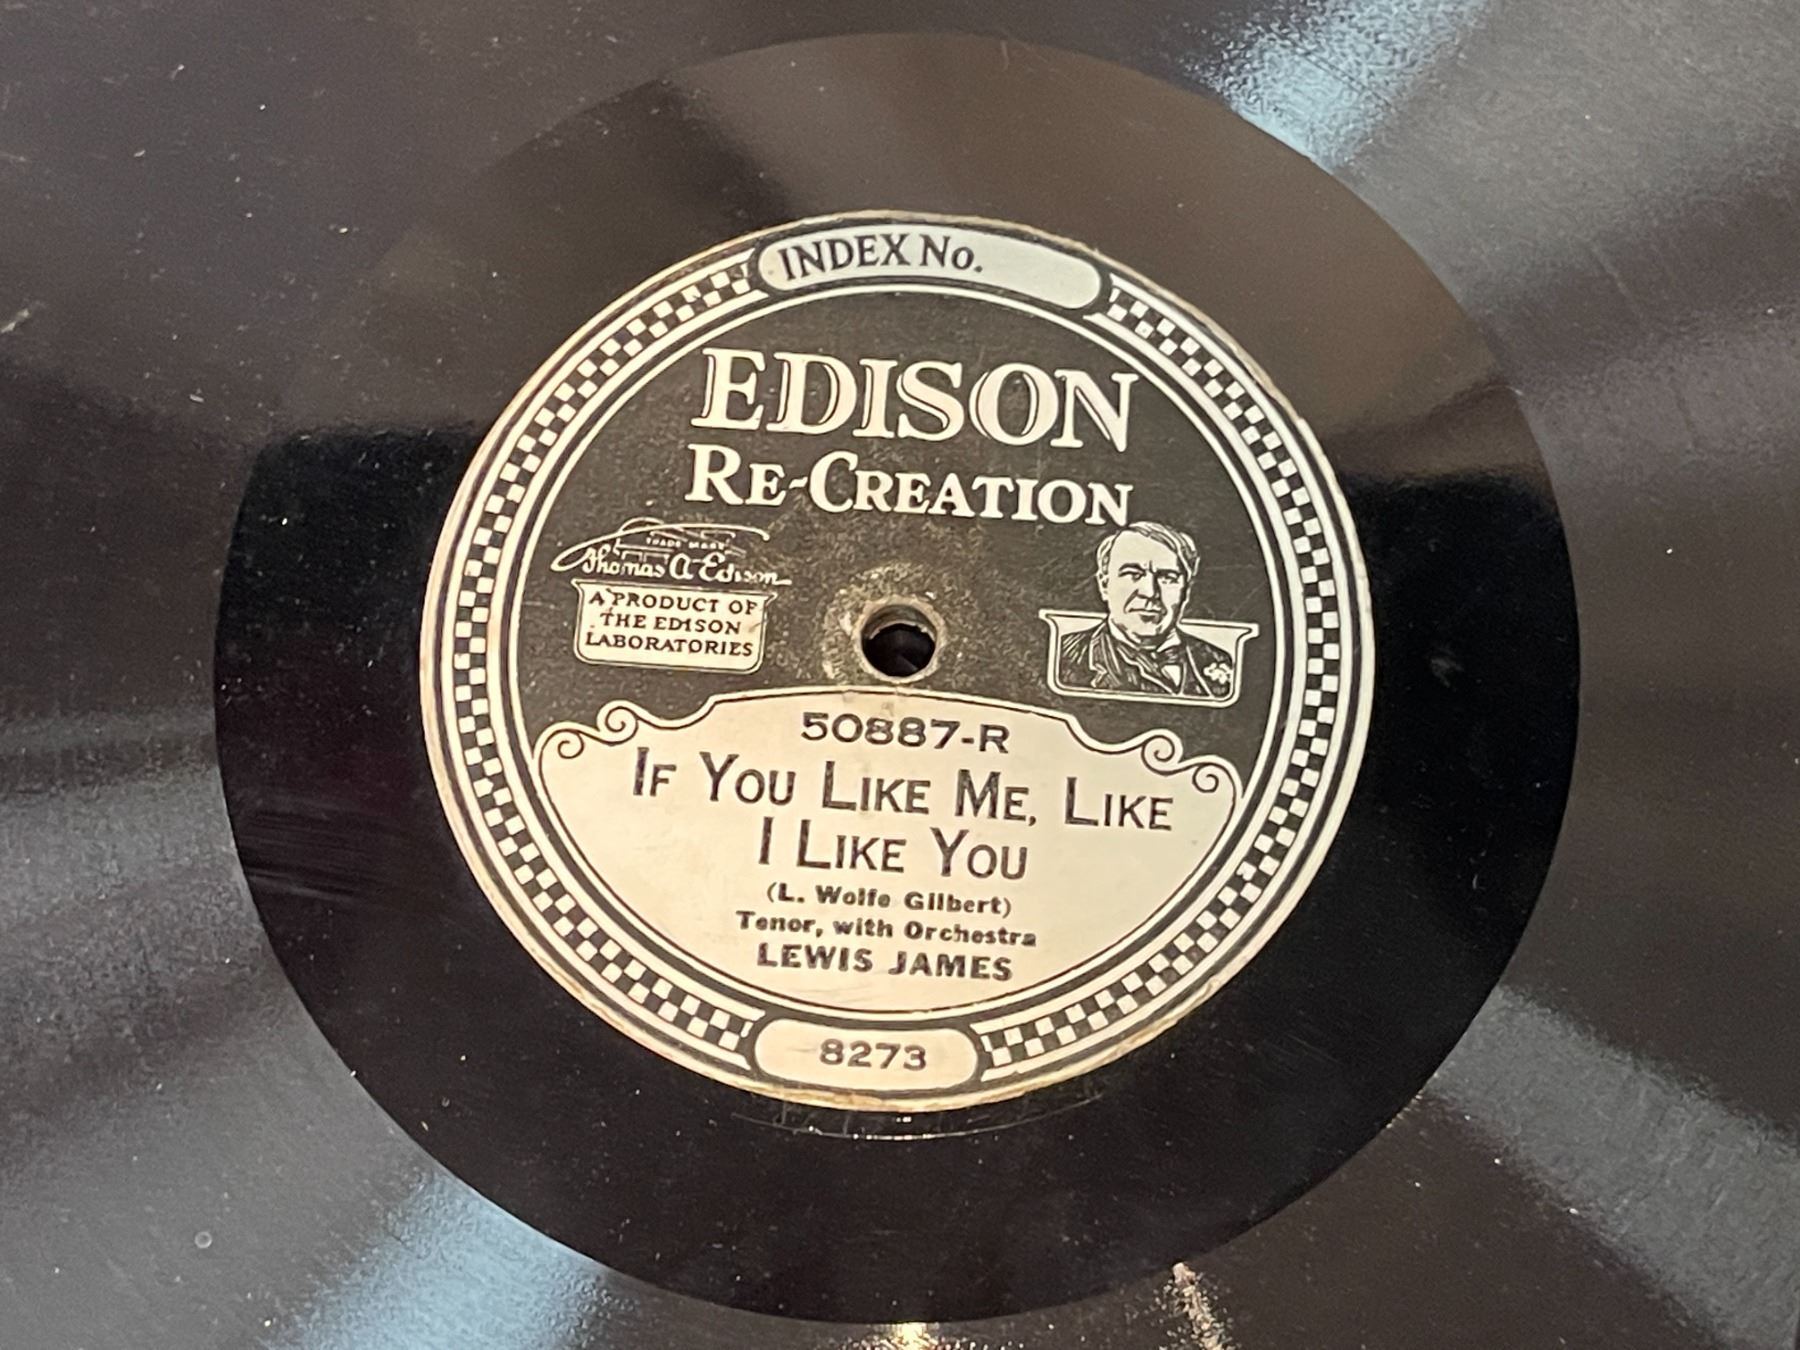 INDEX No.
EDISON
RE-CREATION
TRADE MARK
Thomas A Edison
A PRODUCT OF
THE EDISON
LABORATORIES
50887-R
IF YOU LIKE ME, LIKE
I LIKE YOU
(L. Wolfe Gilbert)
Tenor, with Orchestra
LEWIS JAMES
8273